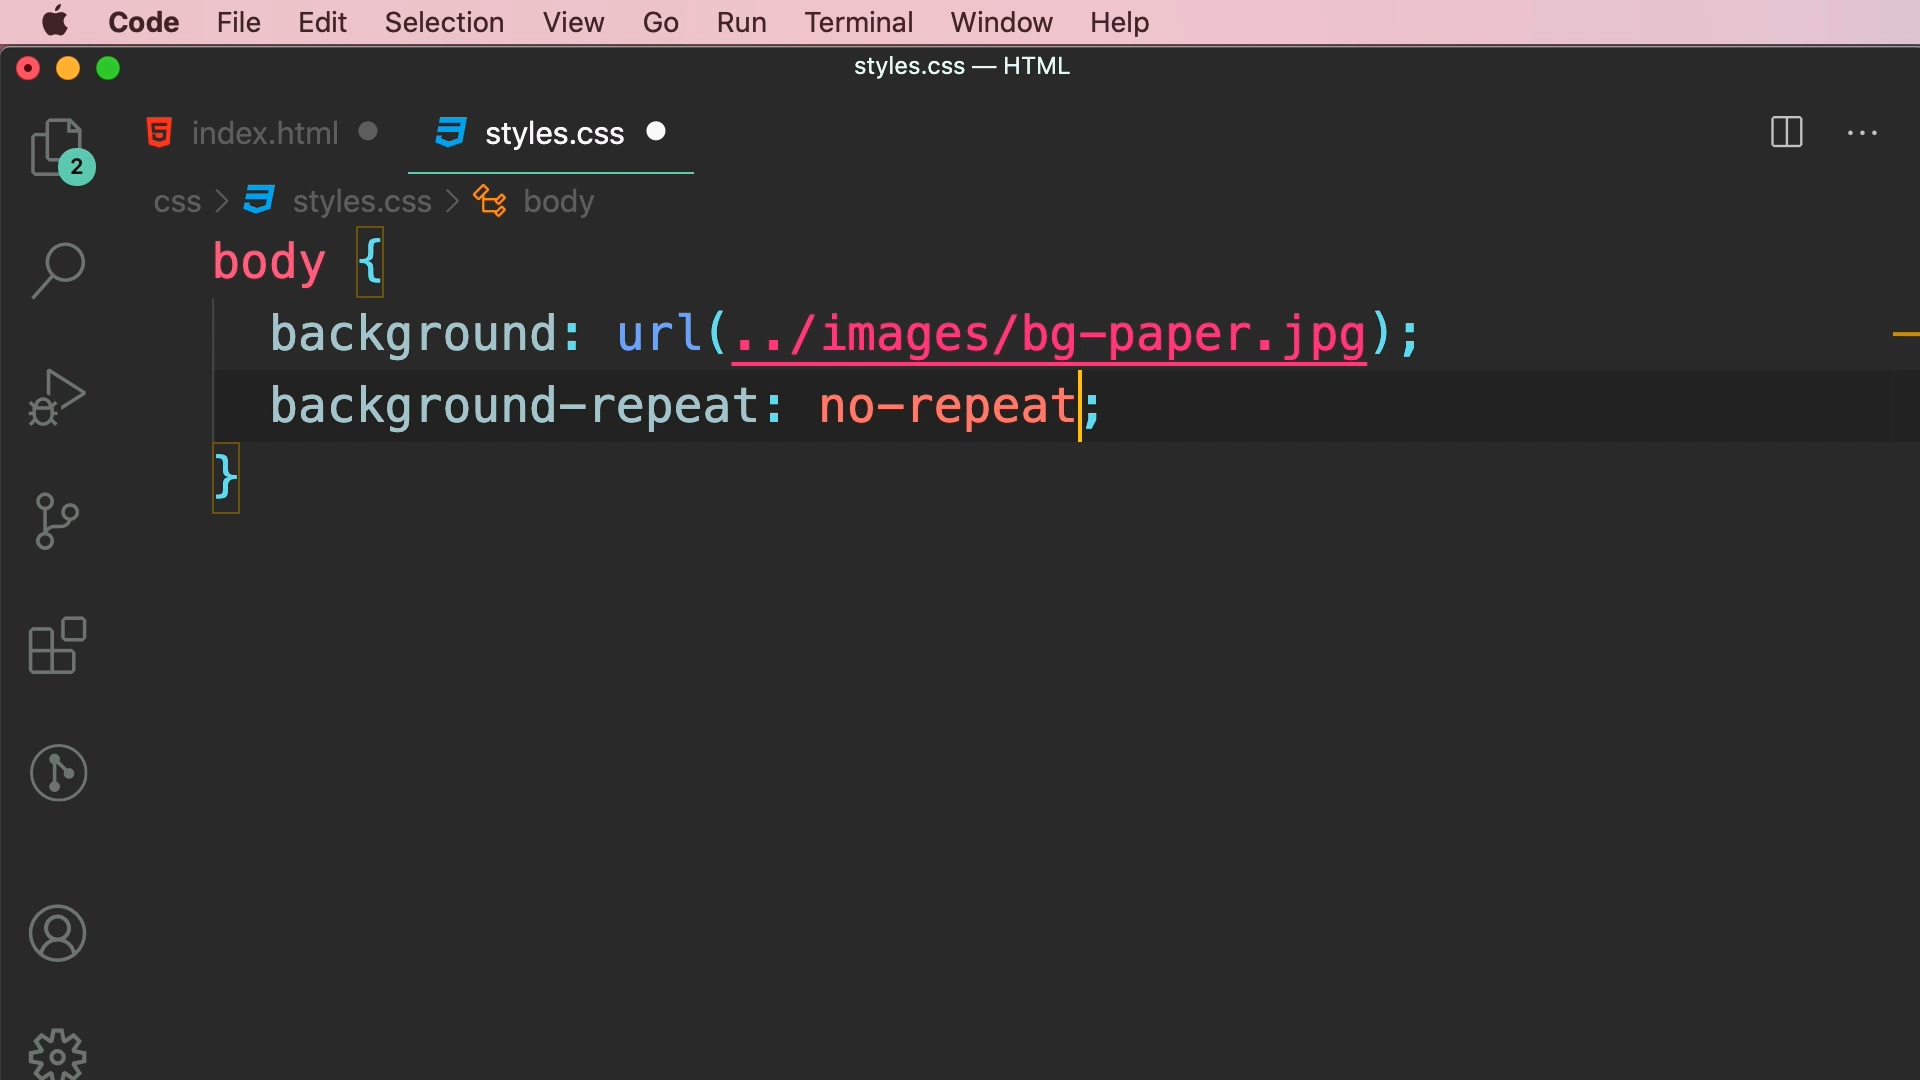 Code File Edit Selection View Go Run Terminal Window Help
styles.css — HTML
index.html styles.css
2
css > styles.css > body
body {
background: url(../images/bg-paper.jpg);
background-repeat: no-repeat;
}